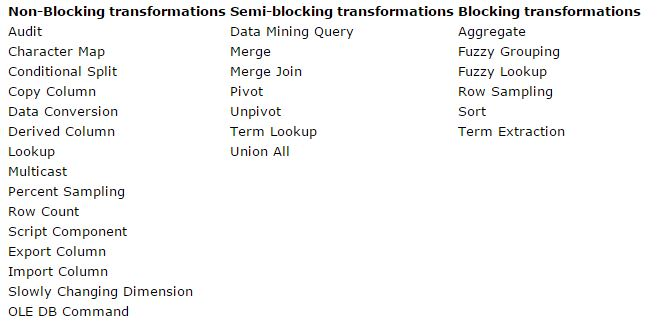 Non-Blocking transformations Semi-blocking transformations Blocking transformations
Audit Data Mining Query Aggregate
Character Map Merge Fuzzy Grouping
Conditional Split Merge Join Fuzzy Lookup
Copy Column Pivot Row Sampling
Data Conversion Unpivot Sort
Derived Column Term Lookup Term Extraction
Lookup Union All
Multicast
Percent Sampling
Row Count
Script Component
Export Column
Import Column
Slowly Changing Dimension
OLE DB Command